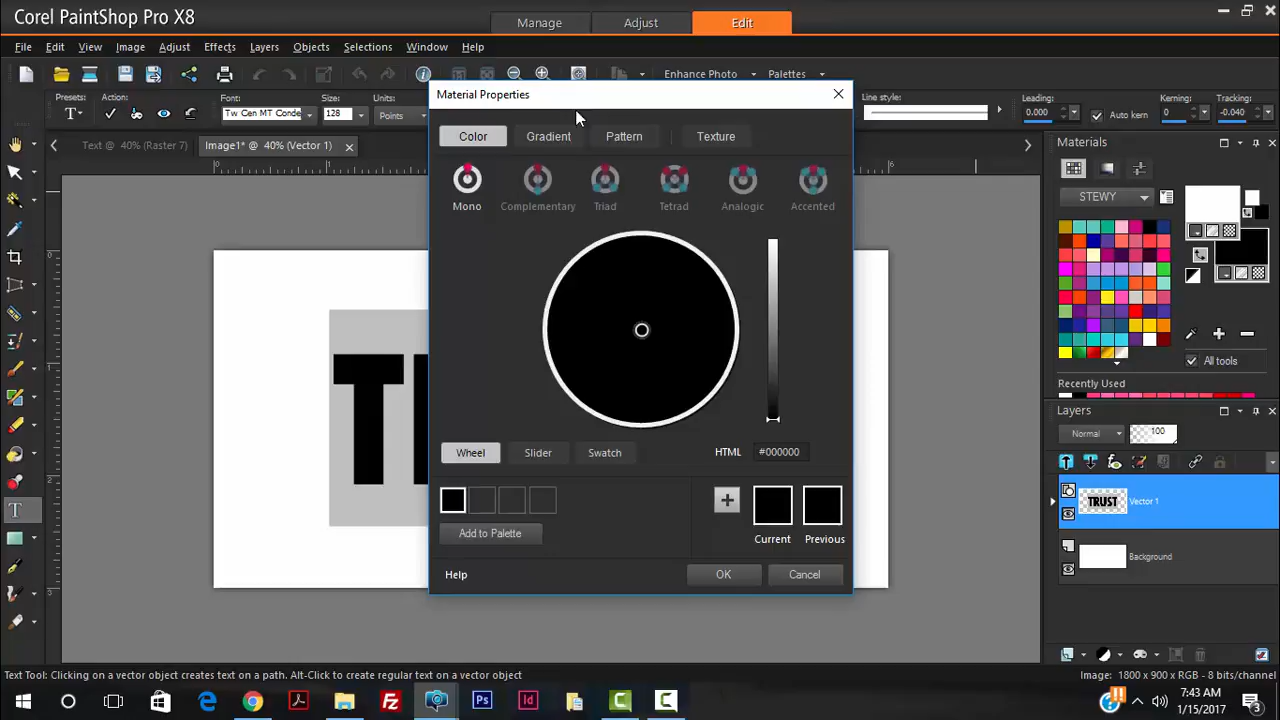 Corel PaintShop Pro X8
Manage
Adjust
Edit
File Edit View Image Adjust Effects Layers Objects Selections Window Help
Enhance Photo
Palettes
Presets:
Action:
Font:
Size:
Units:
Tw Cen MT Conde
128
Points
Line style:
Leading:
0.000
Auto kern
Kerning:
0
Tracking:
-0.040
Text @ 40% (Raster 7)
Image1* @ 40% (Vector 1)
Material Properties
Color
Gradient
Pattern
Texture
Mono
Complementary
Triad
Tetrad
Analogic
Accented
Wheel
Slider
Swatch
HTML
#000000
Add to Palette
Current
Previous
Help
OK
Cancel
Materials
STEWY
All tools
Recently Used
Layers
Normal
100
TRUST
Vector 1
Background
Text Tool: Clicking on a vector object creates text on a path. Alt-Click to create regular text on a vector object
Image: 1800 x 900 x RGB - 8 bits/channel
7:43 AM
1/15/2017